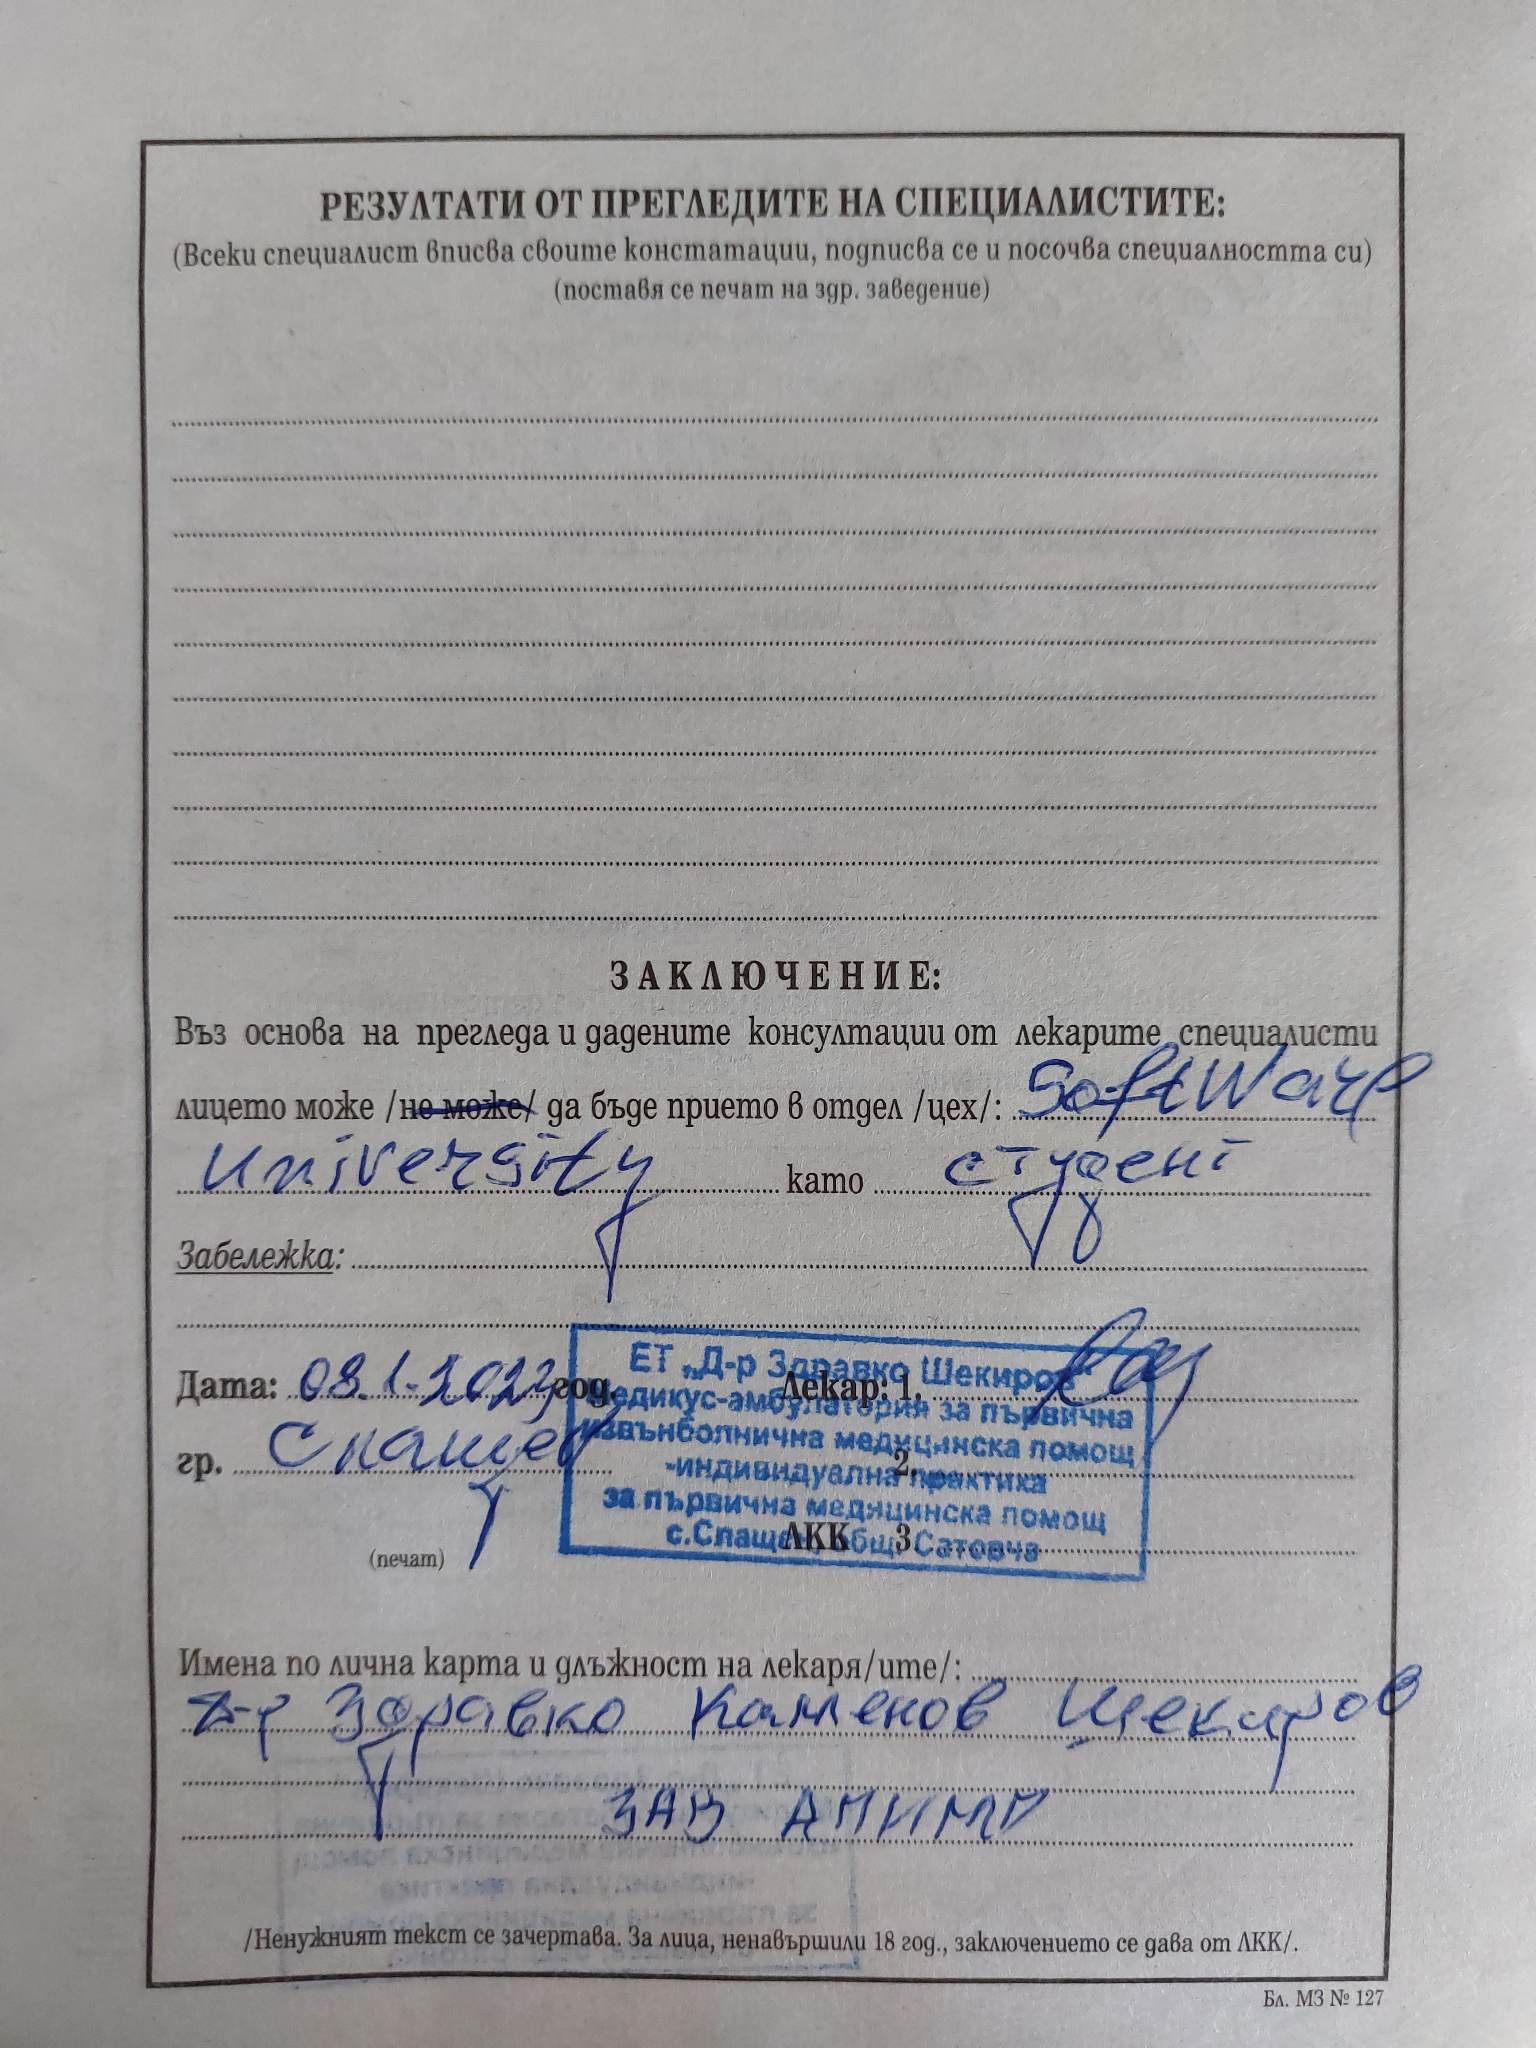 РЕЗУЛТАТИ ОТ ПРЕГЛЕДИТЕ НА СПЕЦИАЛИСТИТЕ:
(Всеки специалист вписва своите констатации, подписва се и посочва специалността си)
(поставя се печат на здр. заведение)
ЗАКЛЮЧЕНИЕ:
Въз основа на прегледа и дадените консултации от лекарите специалисти
лицето може /не може/ да бъде прието в отдел /цех/: SoftWare
University като студент
Забележка:
ЕТ „Д-р Здравко Шекиров"
Дата: год. Лекар: 1.
медикус-амбулатория за първична
извънболнична медицинска помощ
гр. Слащен 2.
-индивидуална практика
за първична медицинска помощ
с.Слащен, общ. Сатовча
(печат) ЛКК 3.
Имена по лична карта и длъжност на лекаря/ите/:
Д-р Здравко Каменов Шекиров
ЗАВ АПИМП
/Ненужният текст се зачертава. За лица, ненавършили 18 год., заключението се дава от ЛКК/.
Бл. МЗ № 127